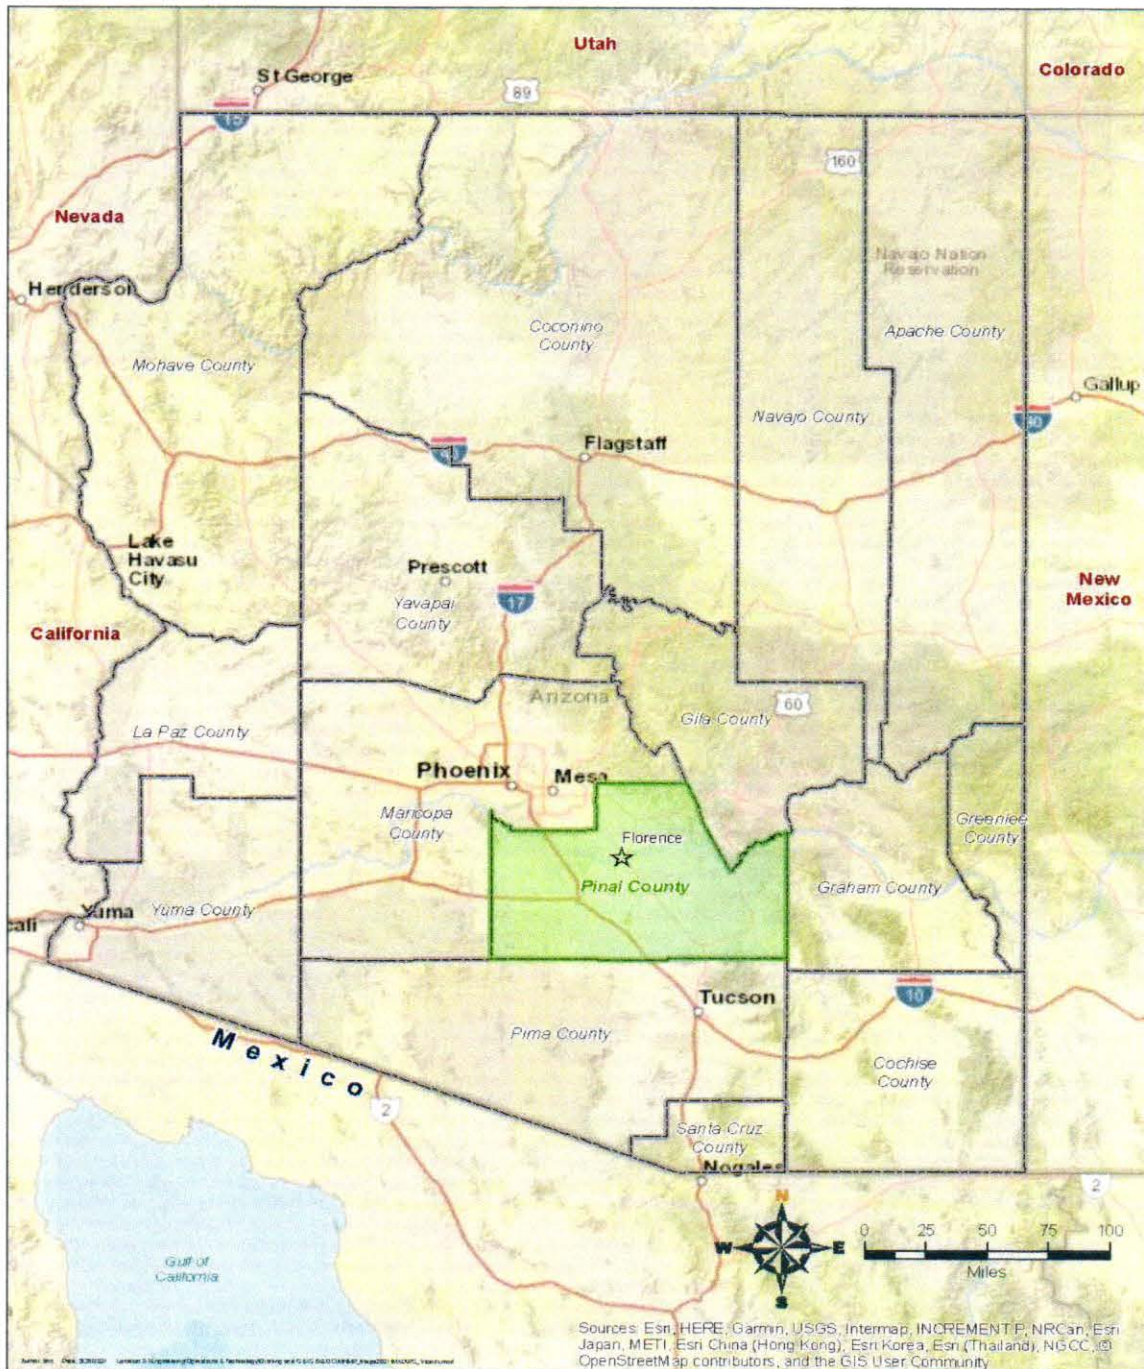 Utah
Colorado
St George
89
15
160
Nevada
Navajo Nation
Reservation
Henderson
Coconino
County
Apache County
Mohave County
Gallup
Navajo County
40
Flagstaff
40
Lake
Havasu
City
Prescott
17
Yavapai
County
New
Mexico
California
Arizona
60
Gila County
La Paz County
Phoenix
Mesa
Maricopa
County
Greenlee
County
Florence
Pinal County
Graham County
Yuma County
Yuma
cali
Tucson
10
Pima County
Mexico
Cochise
County
2
Santa Cruz
County
Nogales
2
N
W
E
S
0 25 50 75 100
Miles
Gulf of
California
Sources: Esri, HERE, Garmin, USGS, Intermap, INCREMENT P, NRCan, Esri
Japan, METI, Esri China (Hong Kong), Esri Korea, Esri (Thailand), NGCC, ©
OpenStreetMap contributors, and the GIS User Community